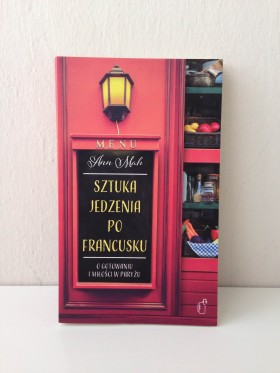 MENU
Ann Mah
SZTUKA
JEDZENIA
PO
FRANCUSKU
O GOTOWANIU
I MIŁOŚCI W PARYŻU